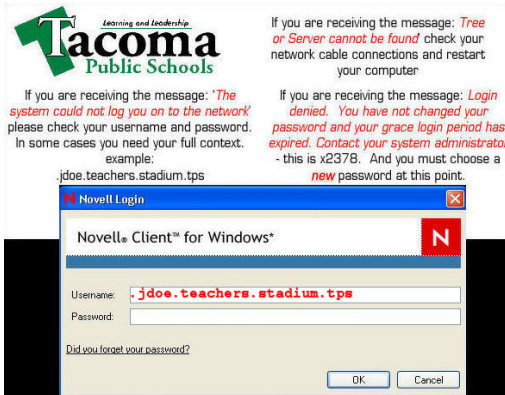 Learning and Leadership
Tacoma
Public Schools
If you are receiving the message: Tree
or Server cannot be found' check your
network cable connections and restart
your computer
If you are receiving the message: 'The
system could not log you on to the network'
please check your username and password.
In some cases you need your full context.
example:
.jdoe.teachers.stadium.tps
If you are receiving the message: Login
denied. You have not changed your
password and your grace login period has
expired. Contact your system administrator
- this is x2378. And you must choose a
new password at this point.
N Novell Login
Novell® Client™ for Windows*
N
Username: .jdoe.teachers.stadium.tps
Password:
Did you forget your password?
OK Cancel